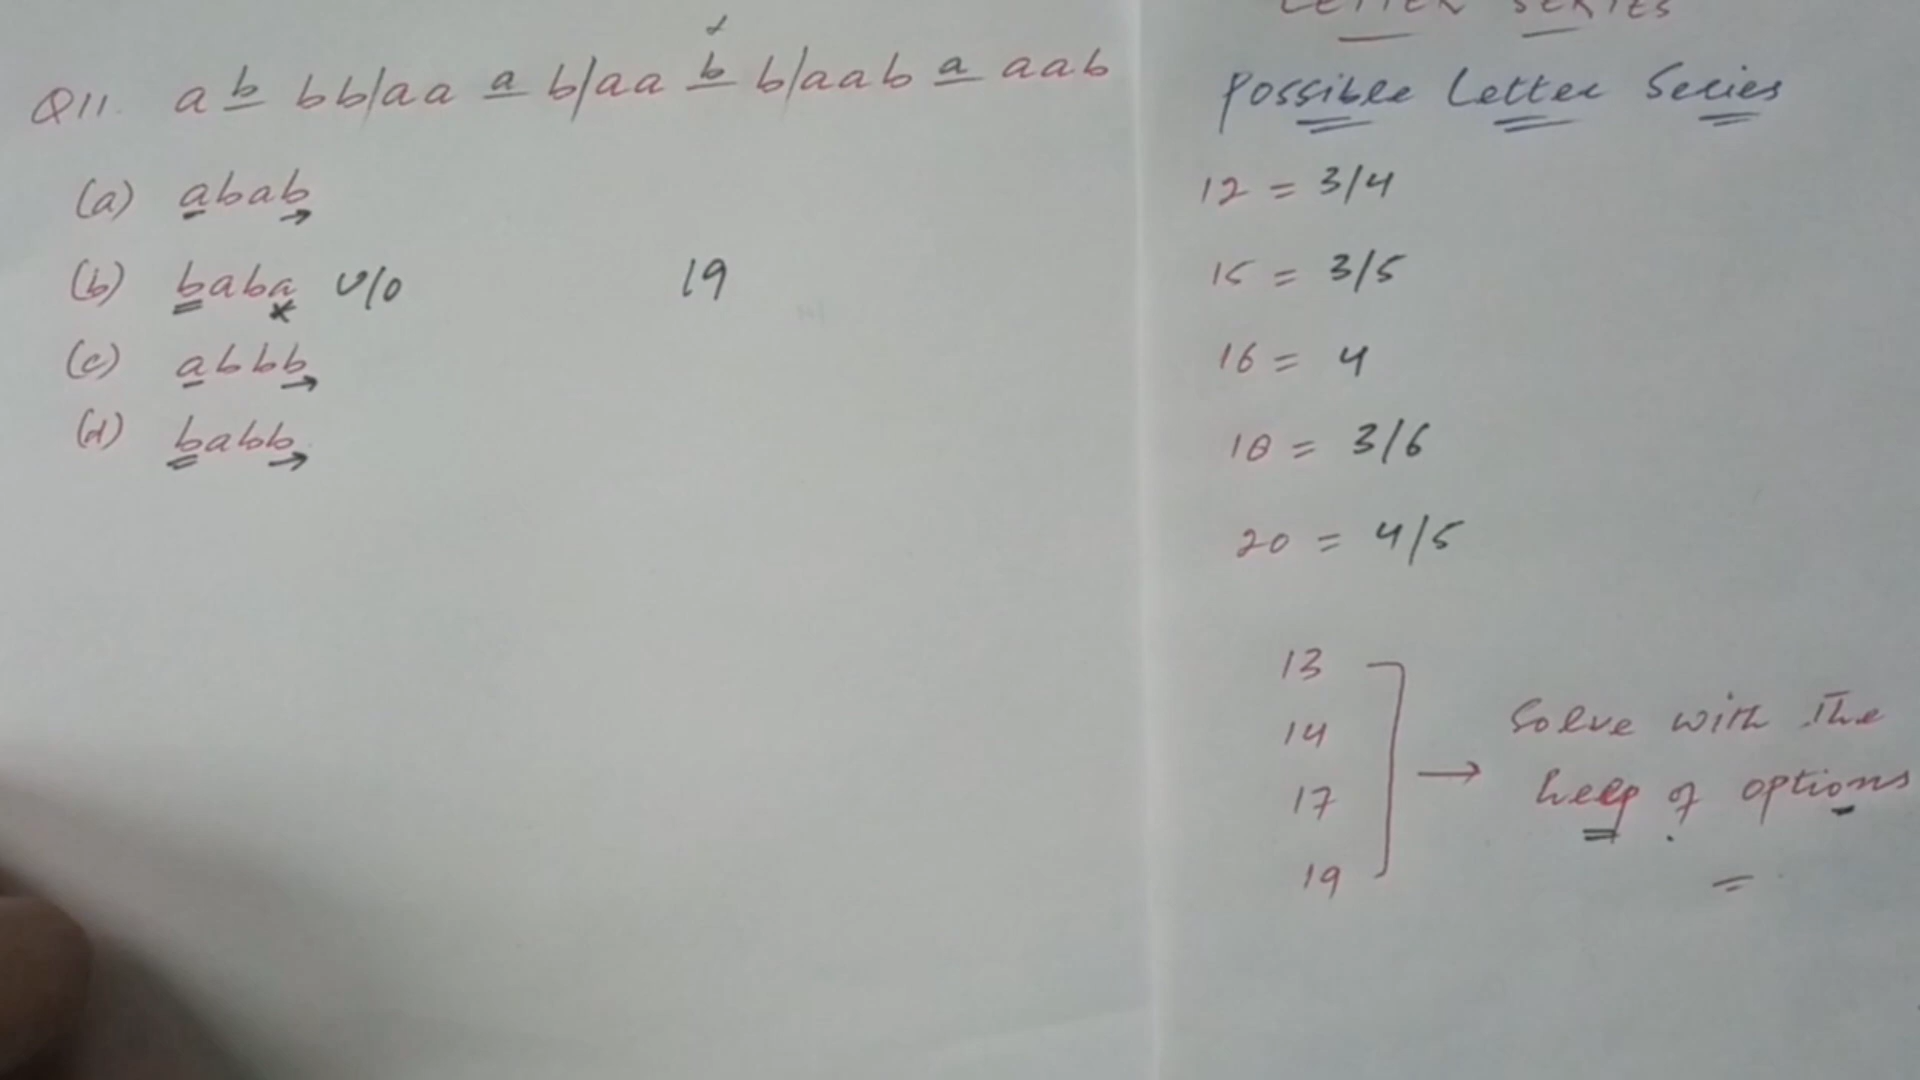 LETTER SERIES
Q11. a b bb/aa a b/aa b b/aab a aab
(a) abab
(b) baba v/o
19
(c) abbb
(d) babb
Possible Letter Series
12 = 3/4
15 = 3/5
16 = 4
18 = 3/6
20 = 4/5
13
14
17
19
→ Solve with The
help of options